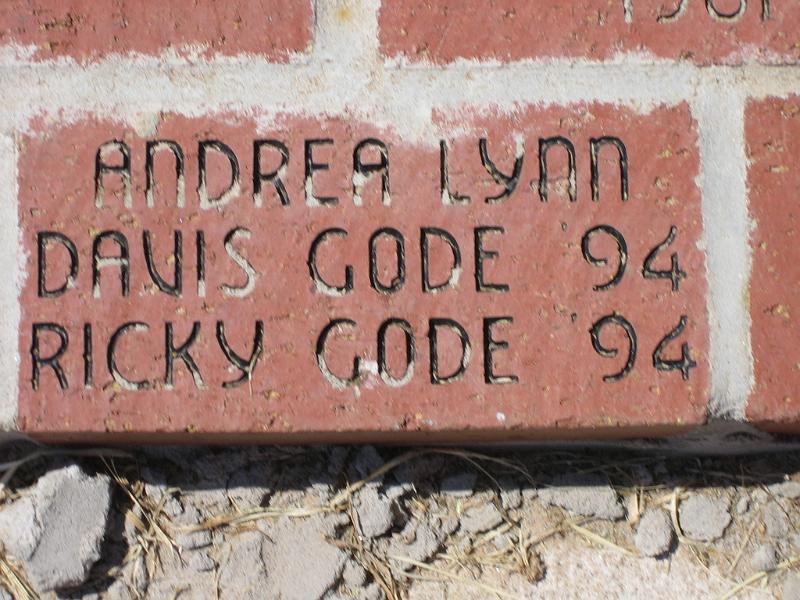 ANDREA LYNN
DAVIS GODE '94
RICKY GODE '94